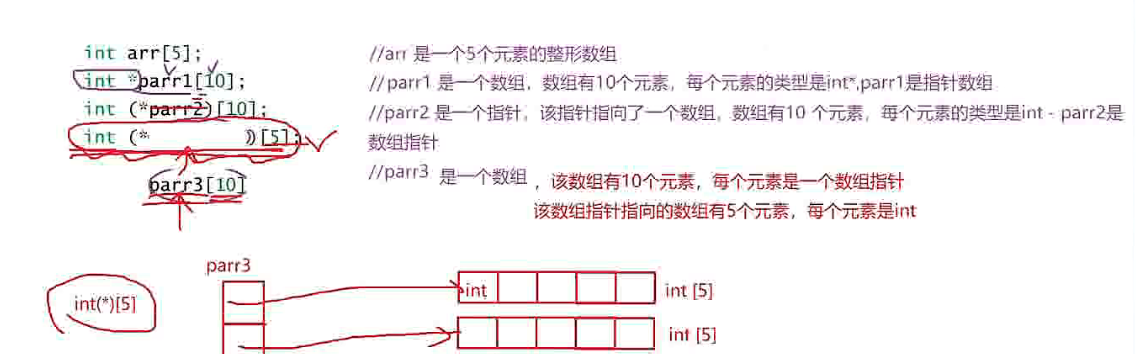 int arr[5];
//arr 是一个5个元素的整形数组
int *parr1[10];
//parr1 是一个数组，数组有10个元素，每个元素的类型是int*,parr1是指针数组
int (*parr2)[10];
//parr2 是一个指针，该指针指向了一个数组，数组有10 个元素，每个元素的类型是int - parr2是
数组指针
int (* )[5];
parr3[10]
//parr3 是一个数组 ，该数组有10个元素，每个元素是一个数组指针
该数组指针指向的数组有5个元素，每个元素是int
parr3
int(*)[5]
int
int [5]
int [5]